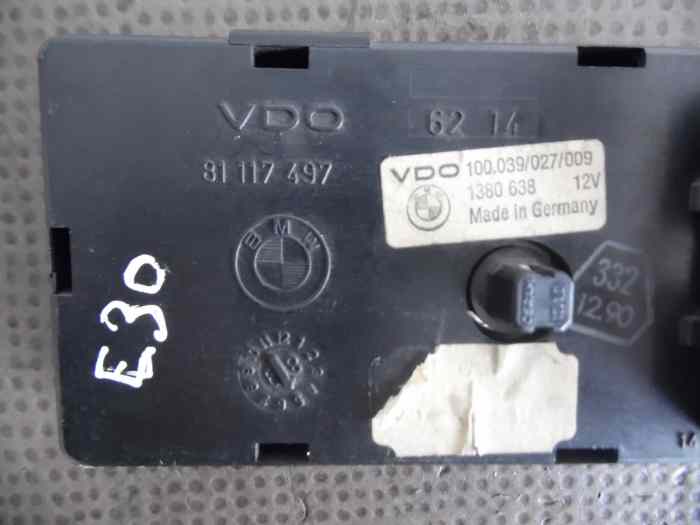 VDO
62 14
81 117 497
VDO 100.039/027/009
1380 638 12V
Made in Germany
BMW
332
12.90
E30
14